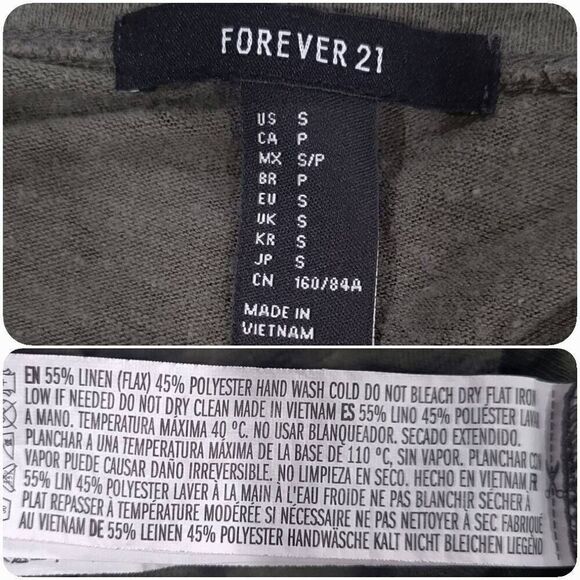 FOREVER 21
US S
CA P
MX S/P
BR P
EU S
UK S
KR S
JP S
CN 160/84A
MADE IN
VIETNAM
EN 55% LINEN (FLAX) 45% POLYESTER HAND WASH COLD DO NOT BLEACH DRY FLAT IRON
LOW IF NEEDED DO NOT DRY CLEAN MADE IN VIETNAM ES 55% LINO 45% POLIÉSTER LAVAR
A MANO. TEMPERATURA MÁXIMA 40 ºC. NO USAR BLANQUEADOR. SECADO EXTENDIDO.
PLANCHAR A UNA TEMPERATURA MÁXIMA DE LA BASE DE 110 °C, SIN VAPOR. PLANCHAR CON
VAPOR PUEDE CAUSAR DAÑO IRREVERSIBLE. NO LIMPIEZA EN SECO. HECHO EN VIETNAM FR
55% LIN 45% POLYESTER LAVER À LA MAIN À L'EAU FROIDE NE PAS BLANCHIR SÉCHER À
PLAT REPASSER À TEMPÉRATURE MODÉRÉE SI NÉCESSAIRE NE PAS NETTOYER À SEC FABRIQUÉ
AU VIETNAM DE 55% LEINEN 45% POLYESTER HANDWÄSCHE KALT NICHT BLEICHEN LIEGEND